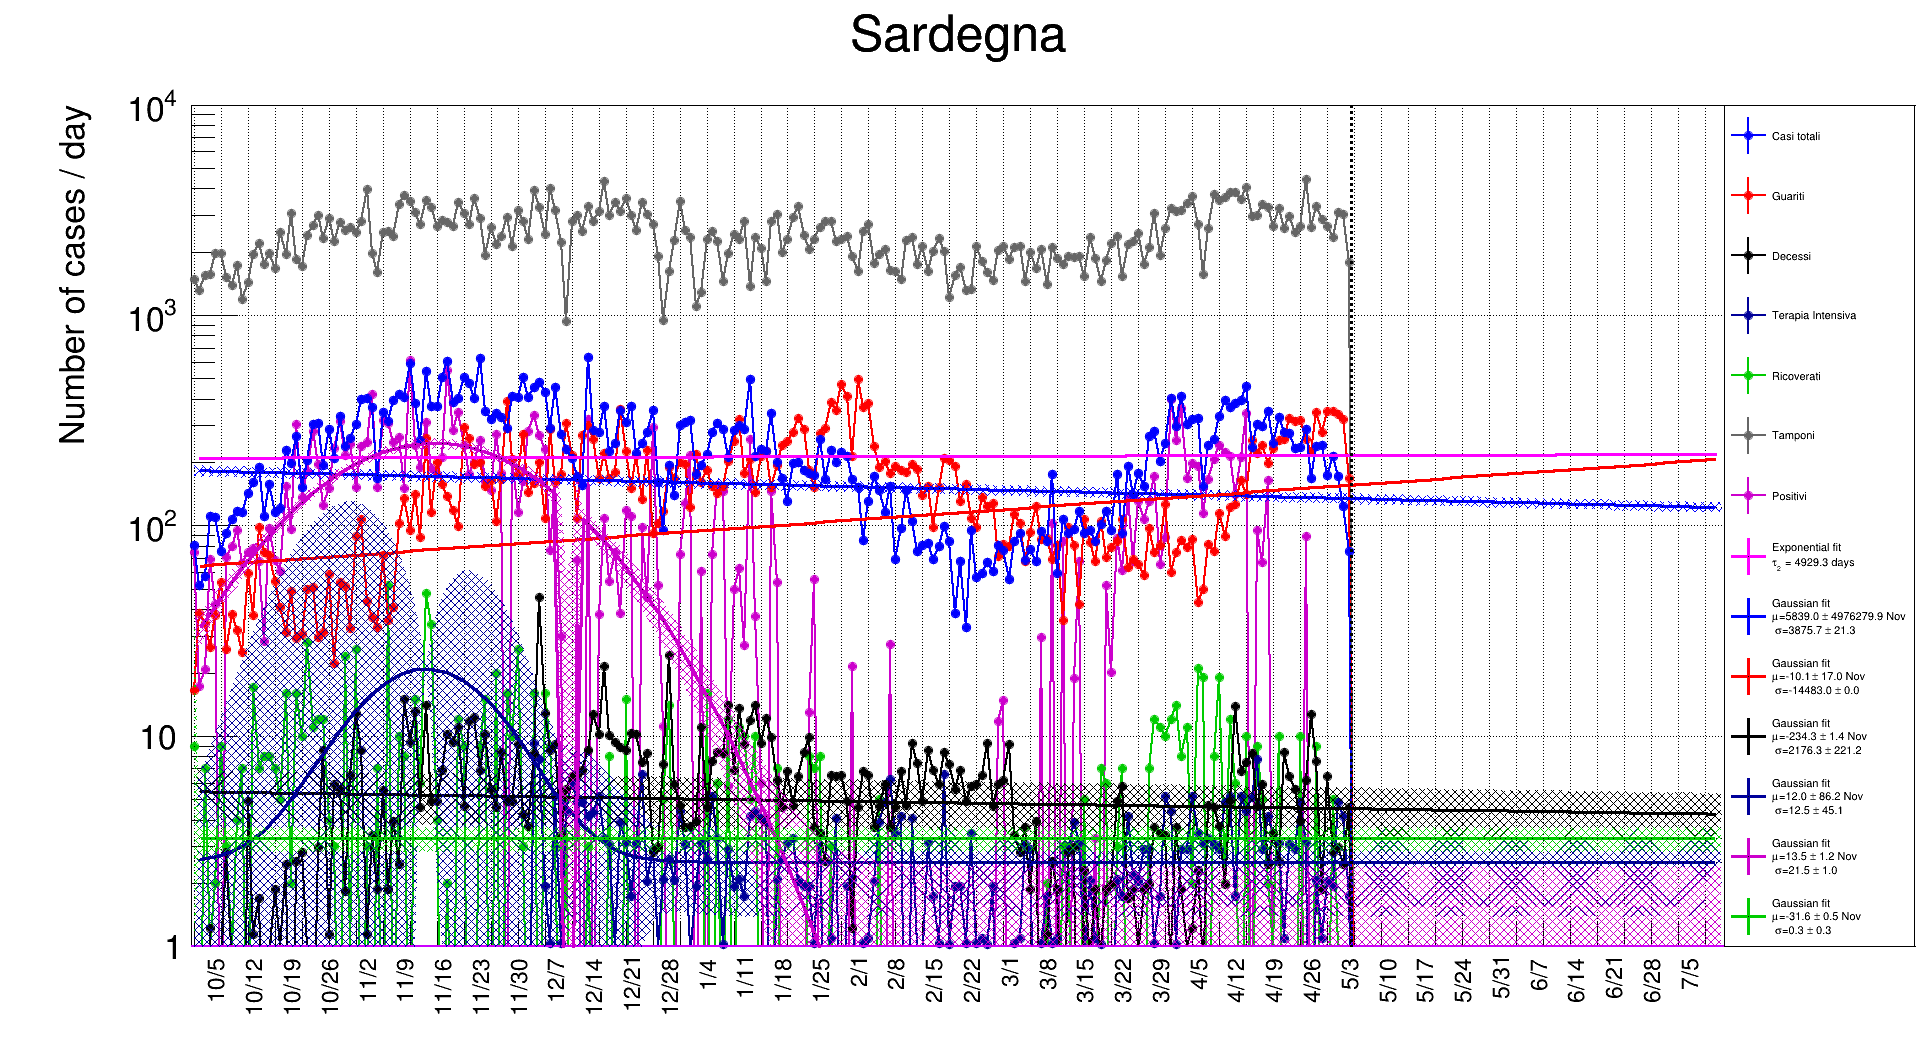 Sardegna
Number of cases / day
10^4
10^3
10^2
10
1
10/5
10/12
10/19
10/26
11/2
11/9
11/16
11/23
11/30
12/7
12/14
12/21
12/28
1/4
1/11
1/18
1/25
2/1
2/8
2/15
2/22
3/1
3/8
3/15
3/22
3/29
4/5
4/12
4/19
4/26
5/3
5/10
5/17
5/24
5/31
6/7
6/14
6/21
6/28
7/5
Casi totali
Guariti
Decessi
Terapia Intensiva
Ricoverati
Tamponi
Positivi
Exponential fit
τ₂ = 4929.3 days
Gaussian fit
μ=5839.0 ± 4976279.9 Nov
σ=3875.7 ± 21.3
Gaussian fit
μ=-10.1 ± 17.0 Nov
σ=-14483.0 ± 0.0
Gaussian fit
μ=-234.3 ± 1.4 Nov
σ=2176.3 ± 221.2
Gaussian fit
μ=12.0 ± 86.2 Nov
σ=12.5 ± 45.1
Gaussian fit
μ=13.5 ± 1.2 Nov
σ=21.5 ± 1.0
Gaussian fit
μ=-31.6 ± 0.5 Nov
σ=0.3 ± 0.3